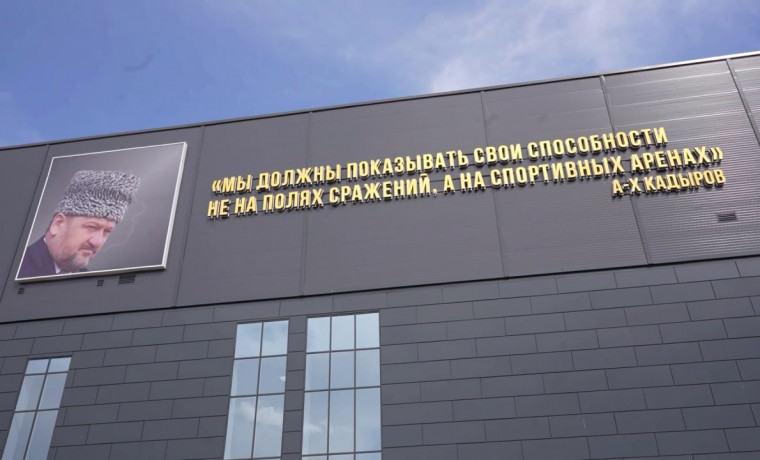 «МЫ ДОЛЖНЫ ПОКАЗЫВАТЬ СВОИ СПОСОБНОСТИ
НЕ НА ПОЛЯХ СРАЖЕНИЙ, А НА СПОРТИВНЫХ АРЕНАХ»
А-Х КАДЫРОВ